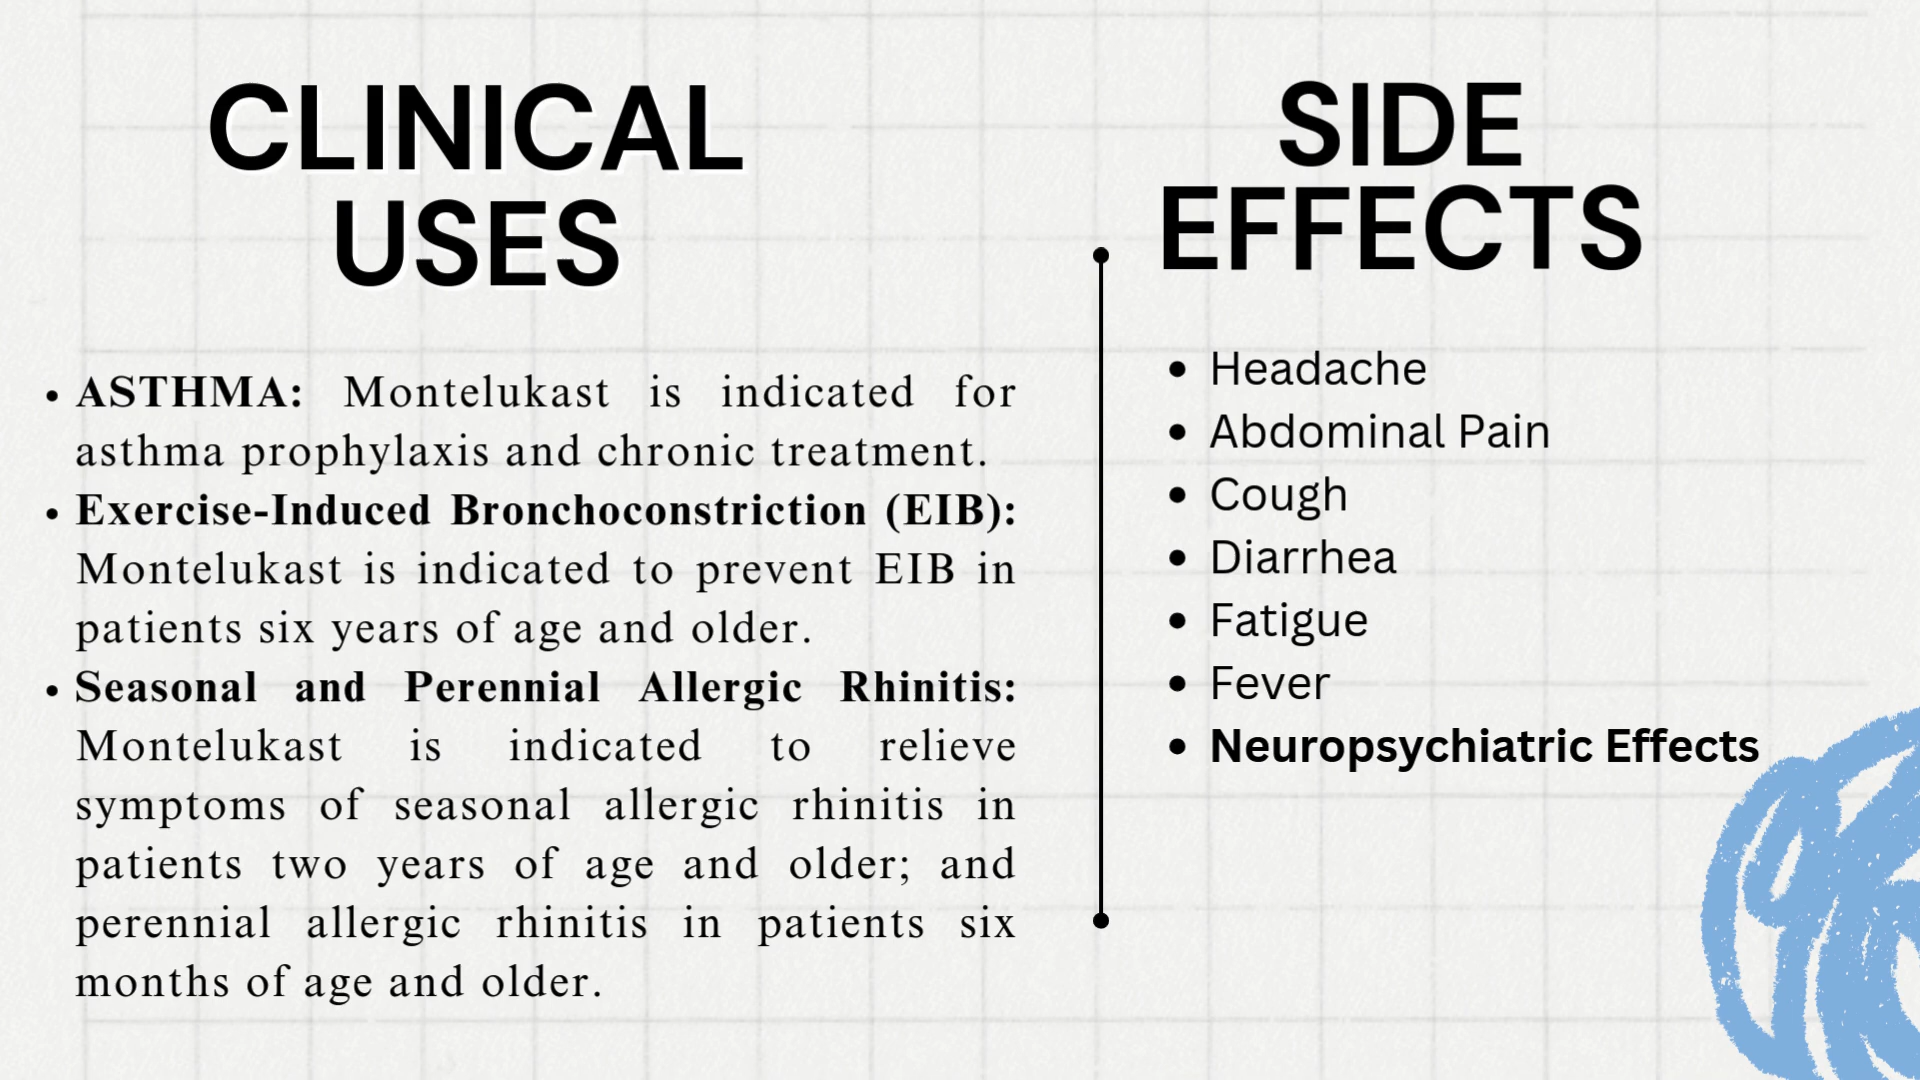 CLINICAL
USES
• ASTHMA: Montelukast is indicated for
asthma prophylaxis and chronic treatment.
• Exercise-Induced Bronchoconstriction (EIB):
Montelukast is indicated to prevent EIB in
patients six years of age and older.
• Seasonal and Perennial Allergic Rhinitis:
Montelukast is indicated to relieve
symptoms of seasonal allergic rhinitis in
patients two years of age and older; and
perennial allergic rhinitis in patients six
months of age and older.
SIDE
EFFECTS
• Headache
• Abdominal Pain
• Cough
• Diarrhea
• Fatigue
• Fever
• Neuropsychiatric Effects